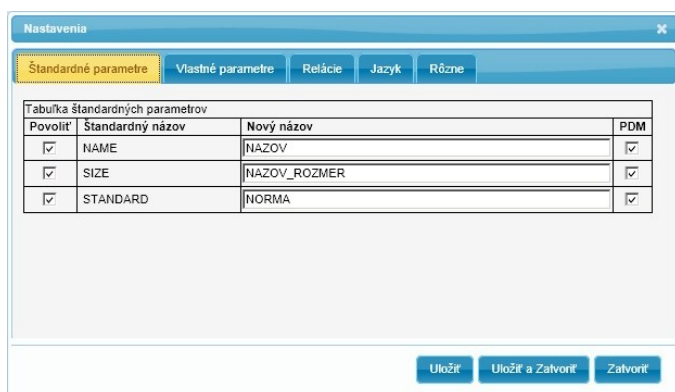 Nastavenia
Štandardné parametre Vlastné parametre Relácie Jazyk Rôzne
Tabuľka štandardných parametrov
Povoliť Štandardný názov Nový názov PDM
NAME NAZOV
SIZE NAZOV_ROZMER
STANDARD NORMA
Uložiť Uložiť a Zatvoriť Zatvoriť